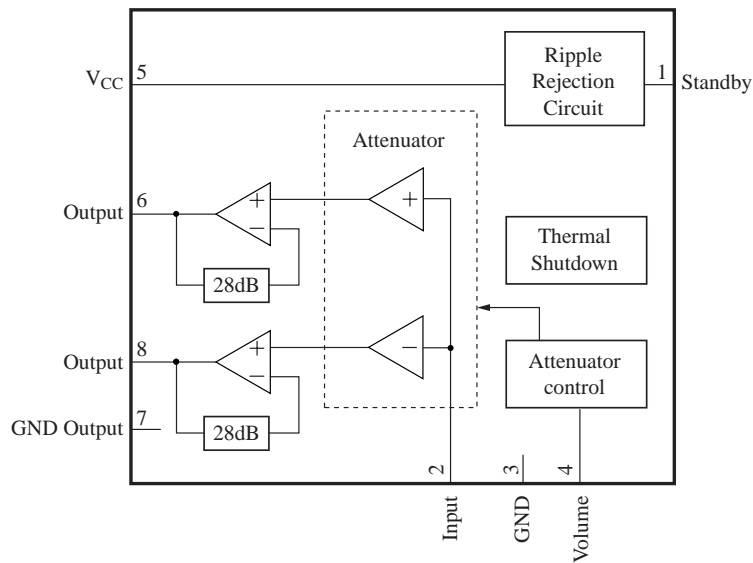 5
V_CC
Ripple
Rejection
Circuit
1
Standby
Attenuator
6
Output
+
−
+
28dB
Thermal
Shutdown
8
Output
+
−
−
28dB
Attenuator
control
7
GND Output
2
3
4
Input
GND
Volume